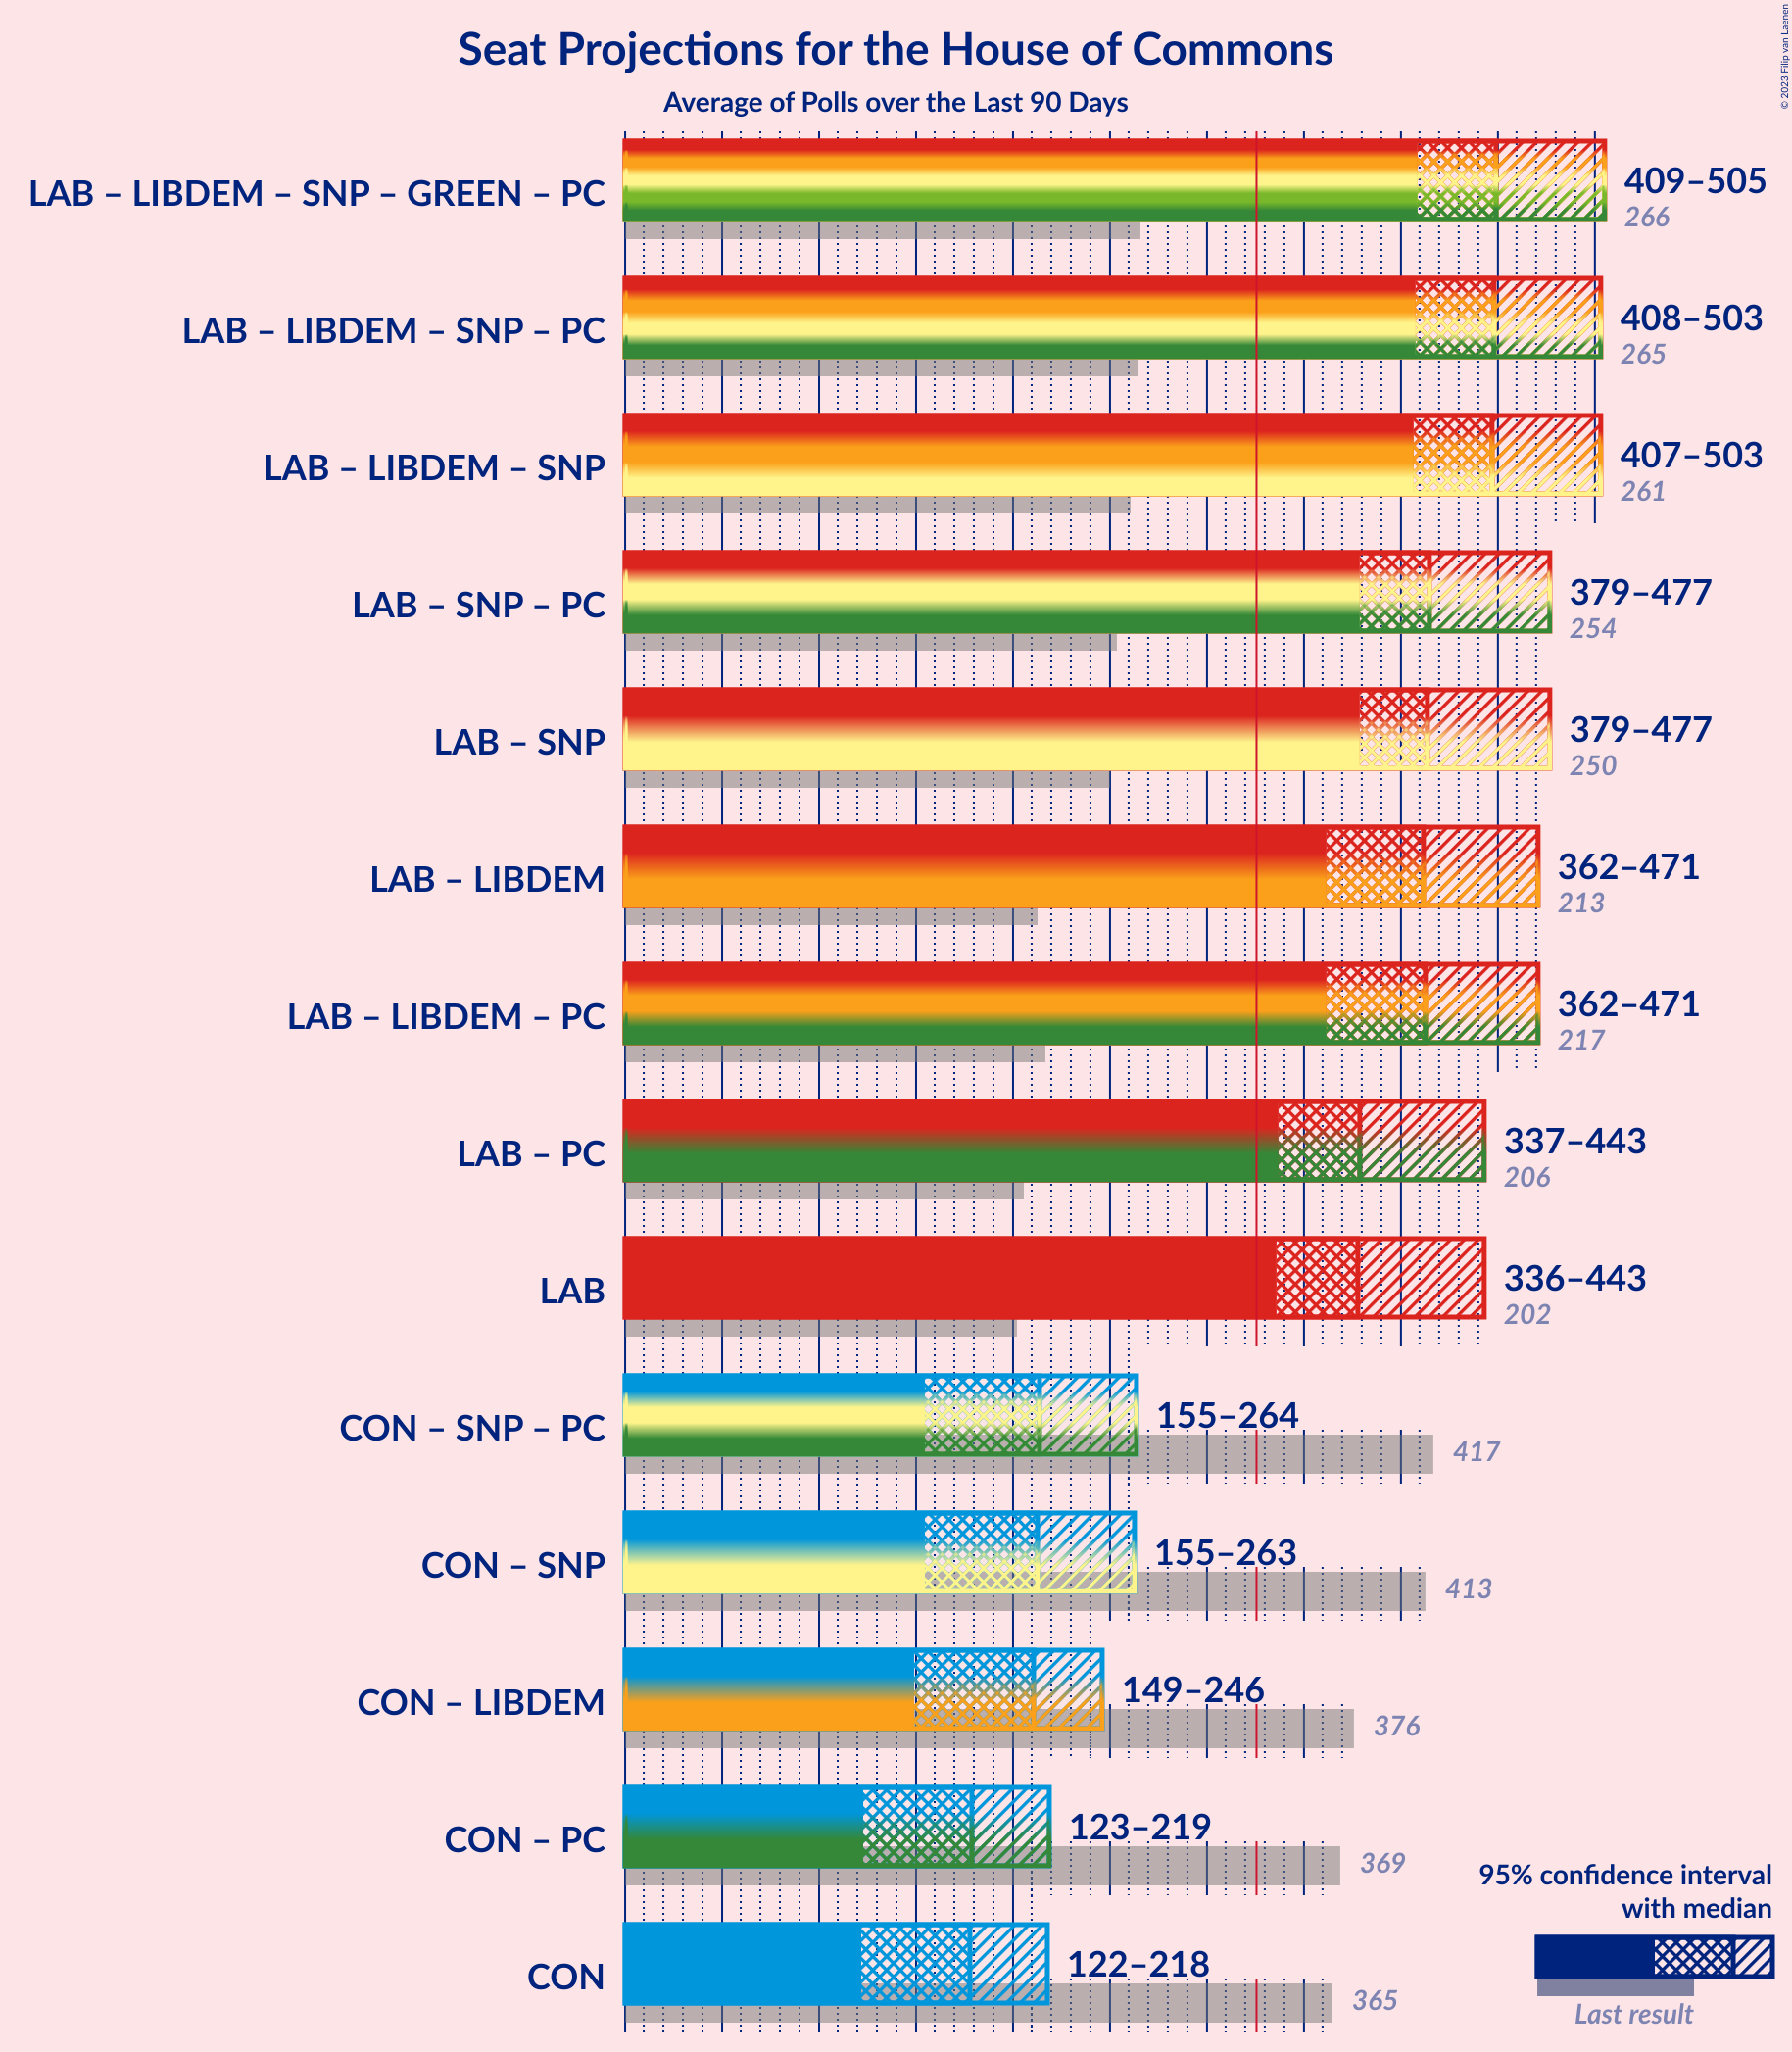 Seat Projections for the House of Commons
Average of Polls over the Last 90 Days
© 2023 Filip van Laenen
LAB – LIBDEM – SNP – GREEN – PC
409–505
266
LAB – LIBDEM – SNP – PC
408–503
265
LAB – LIBDEM – SNP
407–503
261
LAB – SNP – PC
379–477
254
LAB – SNP
379–477
250
LAB – LIBDEM
362–471
213
LAB – LIBDEM – PC
362–471
217
LAB – PC
337–443
206
LAB
336–443
202
CON – SNP – PC
155–264
417
CON – SNP
155–263
413
CON – LIBDEM
149–246
376
CON – PC
123–219
369
CON
122–218
365
95% confidence interval
with median
Last result